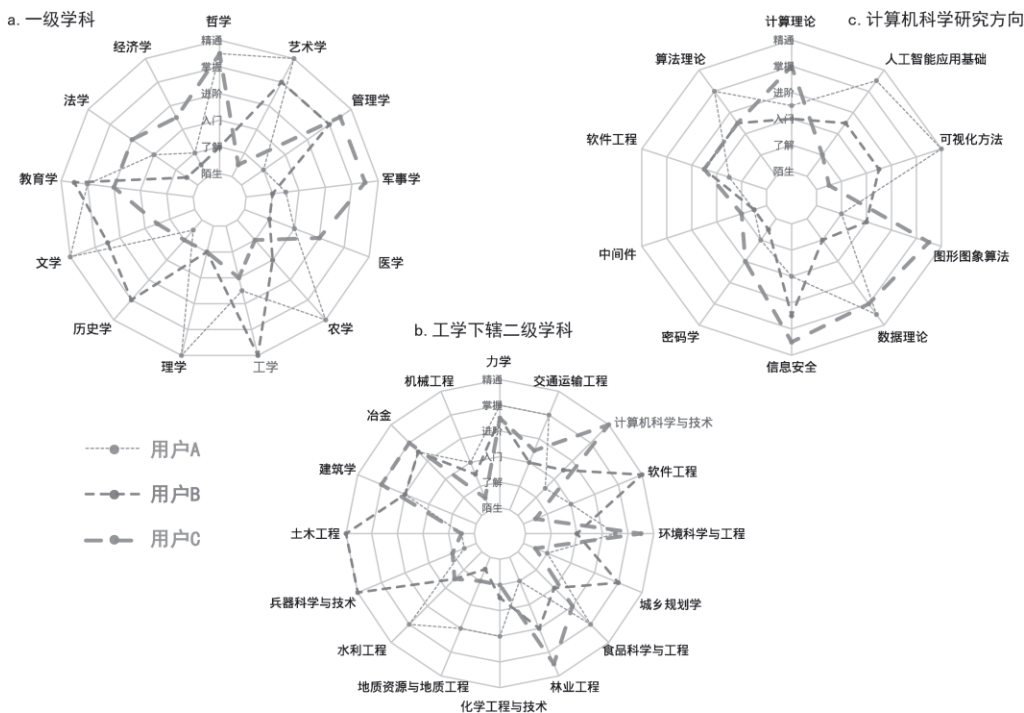 a. 一级学科
哲学
精通
掌握
进阶
入门
了解
陌生
艺术学
管理学
军事学
医学
农学
工学
理学
历史学
文学
教育学
法学
经济学
c. 计算机科学研究方向
计算理论
精通
掌握
进阶
入门
了解
陌生
人工智能应用基础
可视化方法
图形图象算法
数据理论
信息安全
密码学
中间件
软件工程
算法理论
b. 工学下辖二级学科
力学
精通
掌握
进阶
入门
了解
陌生
交通运输工程
计算机科学与技术
软件工程
环境科学与工程
城乡规划学
食品科学与工程
林业工程
化学工程与技术
地质资源与地质工程
水利工程
兵器科学与技术
土木工程
建筑学
冶金
机械工程
用户A
用户B
用户C